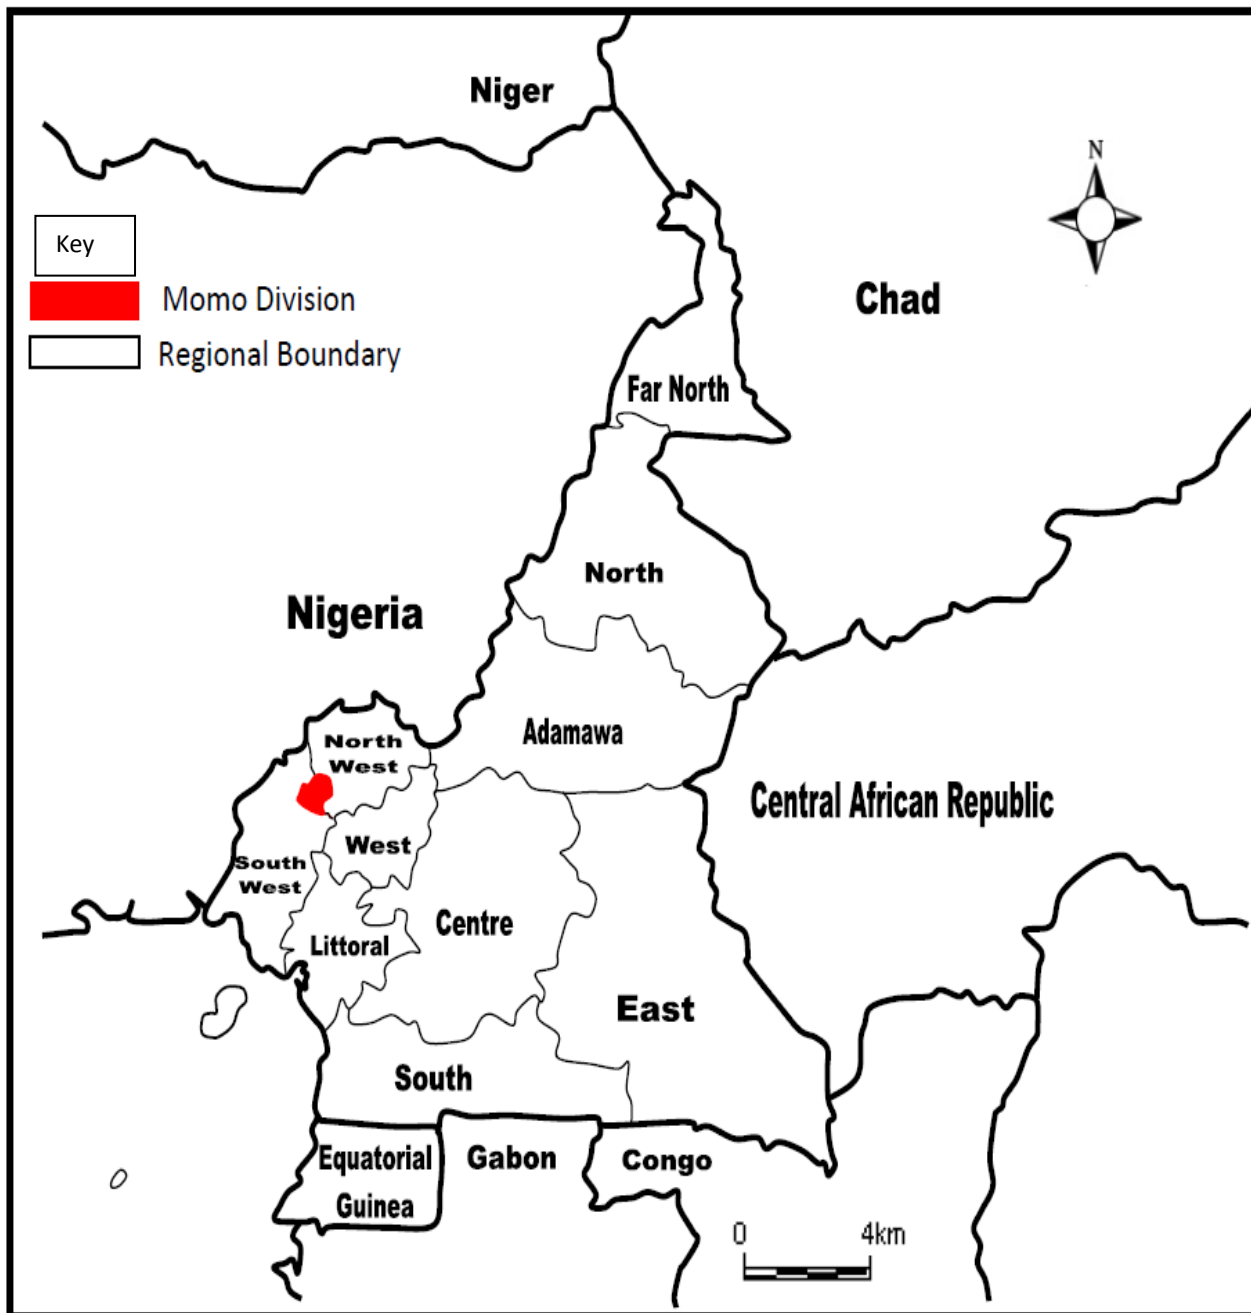 Niger
N
Key
Momo Division
Regional Boundary
Chad
Far North
North
Nigeria
Adamawa
North
West
Central African Republic
West
South
West
Centre
Littoral
East
South
Equatorial
Guinea
Gabon
Congo
0 4km